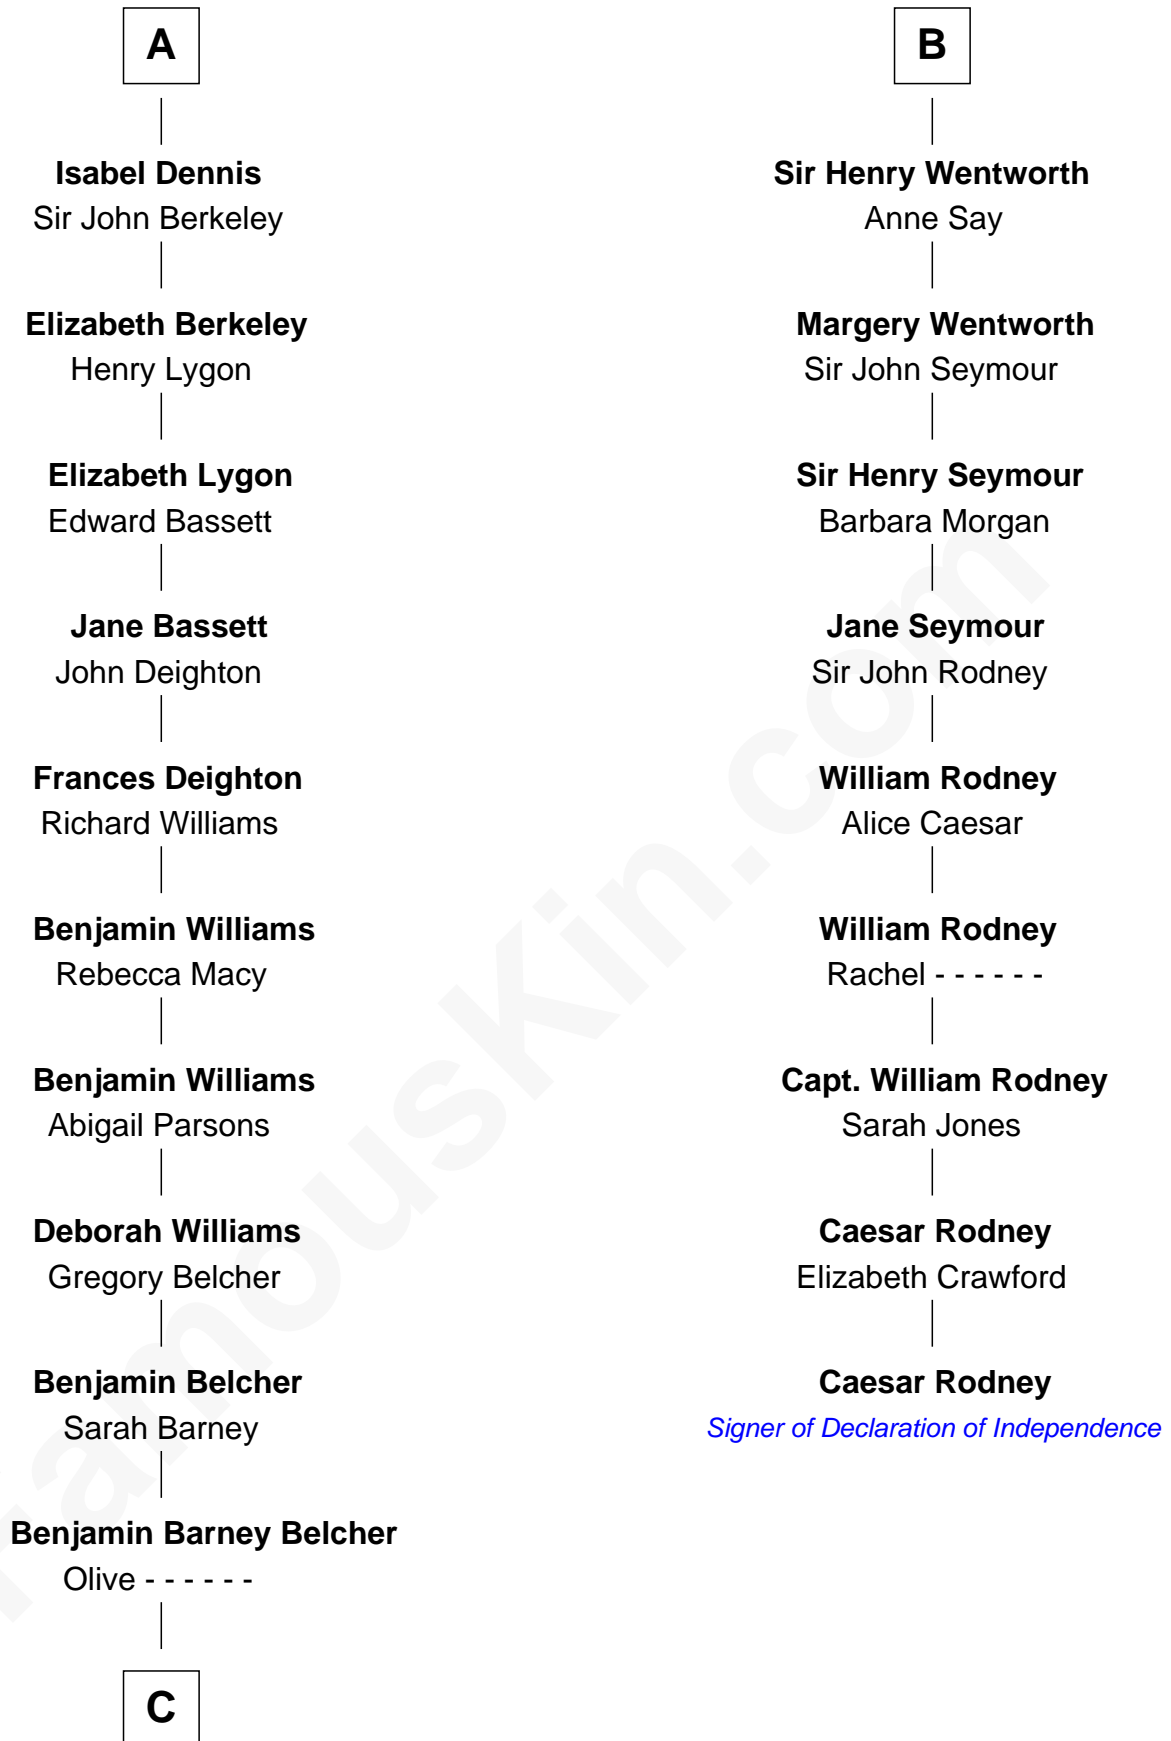 A
Isabel Dennis
Sir John Berkeley
Elizabeth Berkeley
Henry Lygon
Elizabeth Lygon
Edward Bassett
Jane Bassett
John Deighton
Frances Deighton
Richard Williams
Benjamin Williams
Rebecca Macy
Benjamin Williams
Abigail Parsons
Deborah Williams
Gregory Belcher
Benjamin Belcher
Sarah Barney
Benjamin Barney Belcher
Olive - - - - - -
C
B
Sir Henry Wentworth
Anne Say
Margery Wentworth
Sir John Seymour
Sir Henry Seymour
Barbara Morgan
Jane Seymour
Sir John Rodney
William Rodney
Alice Caesar
William Rodney
Rachel - - - - - -
Capt. William Rodney
Sarah Jones
Caesar Rodney
Elizabeth Crawford
Caesar Rodney
Signer of Declaration of Independence
FamousKin.com